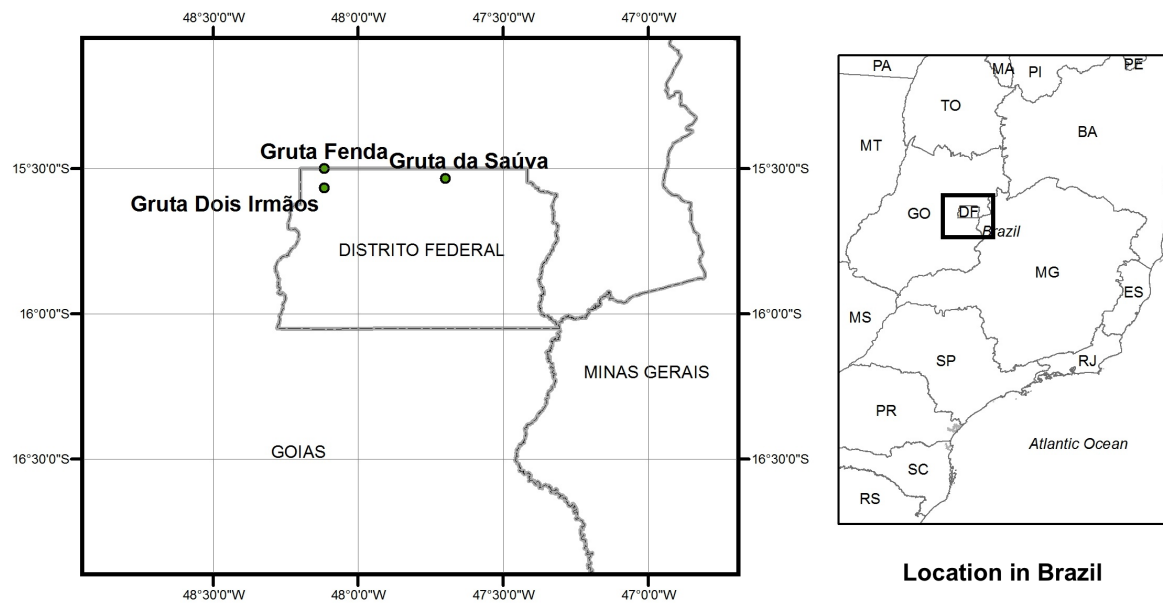 48°30'0"W
48°0'0"W
47°30'0"W
47°0'0"W
15°30'0"S
15°30'0"S
16°0'0"S
16°0'0"S
16°30'0"S
16°30'0"S
48°30'0"W
48°0'0"W
47°30'0"W
47°0'0"W
Gruta Fenda
Gruta da Saúva
Gruta Dois Irmãos
DISTRITO FEDERAL
MINAS GERAIS
GOIAS
PA
MA
PI
PE
TO
BA
MT
GO
DF
Brazil
MG
ES
MS
SP
RJ
PR
Atlantic Ocean
SC
RS
Location in Brazil